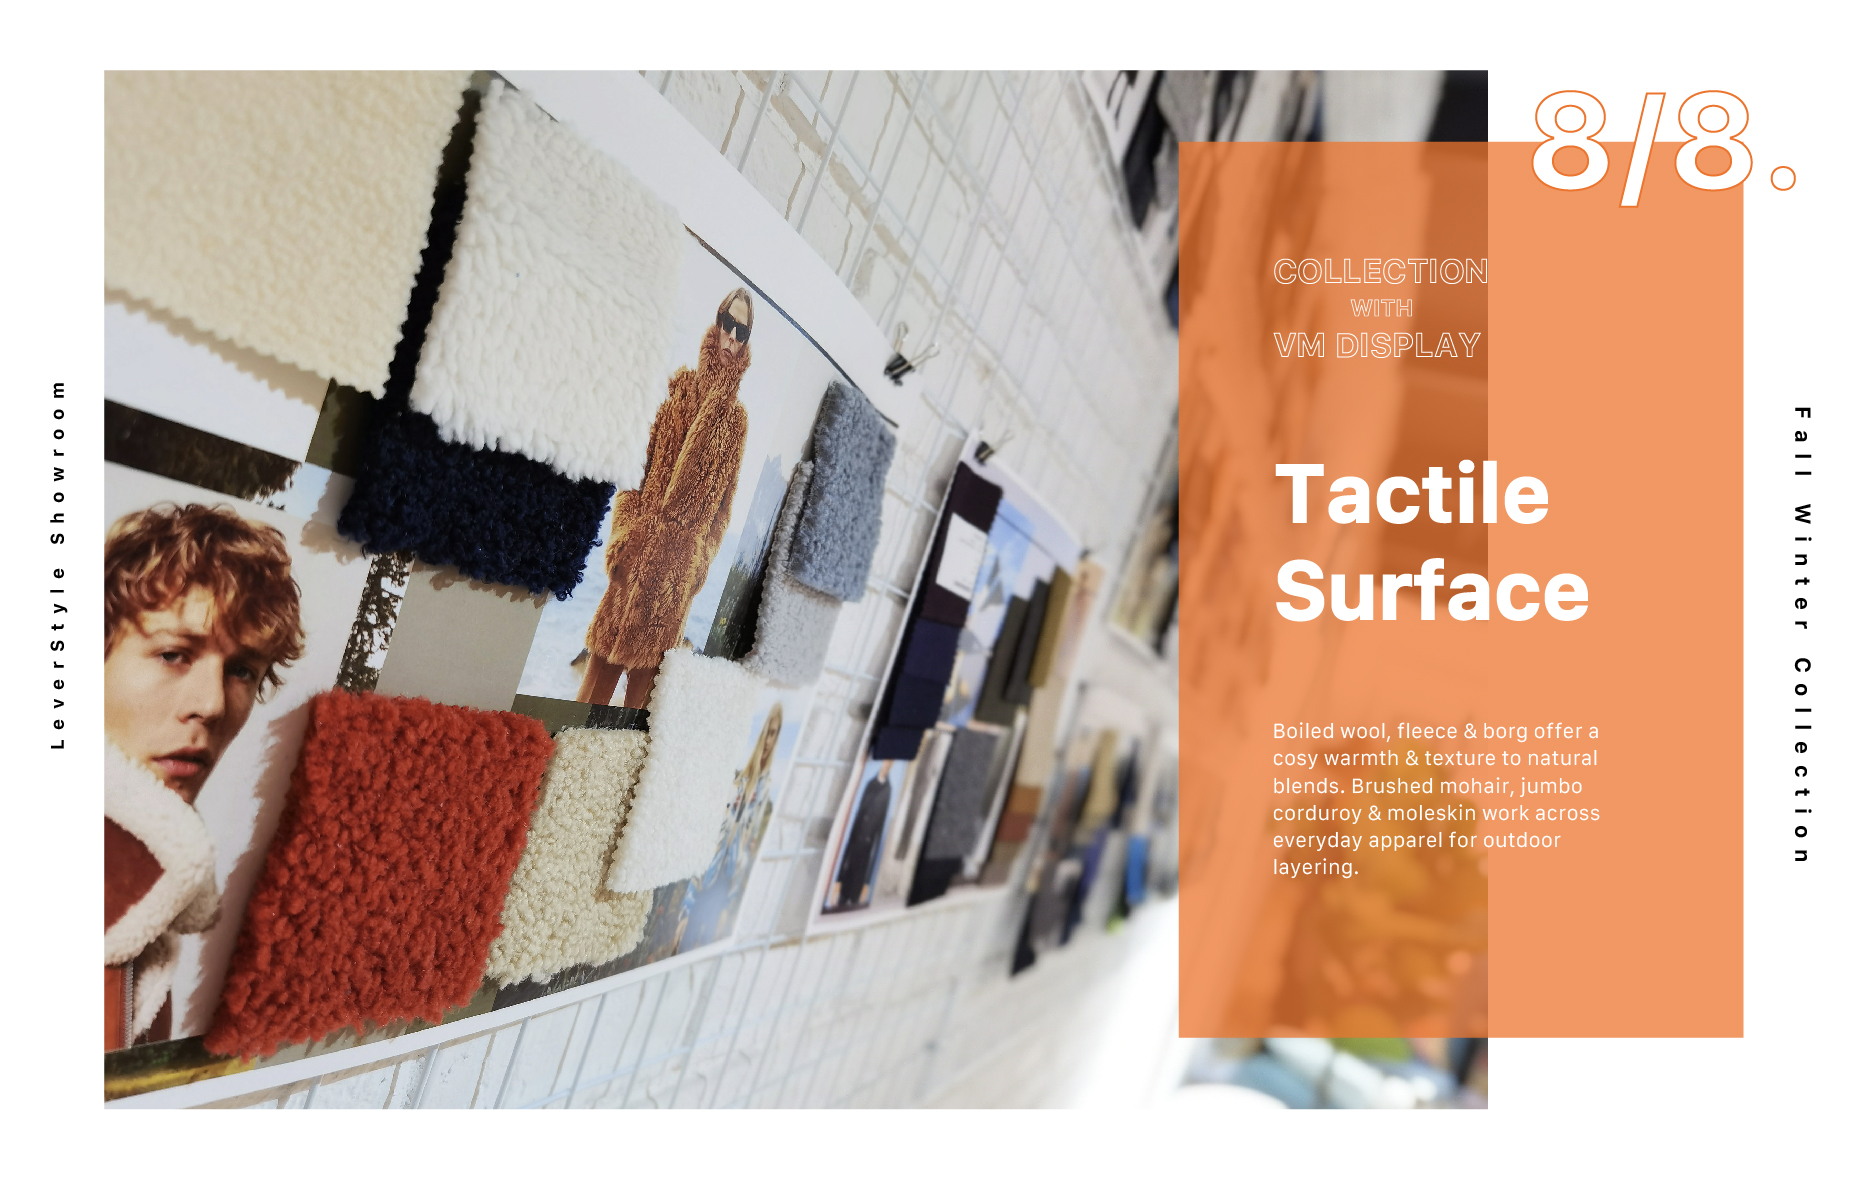 LeverStyle Showroom
8/8.
COLLECTION
WITH
VM DISPLAY
Tactile
Surface
Boiled wool, fleece & borg offer a
cosy warmth & texture to natural
blends. Brushed mohair, jumbo
corduroy & moleskin work across
everyday apparel for outdoor
layering.
Fall Winter Collection